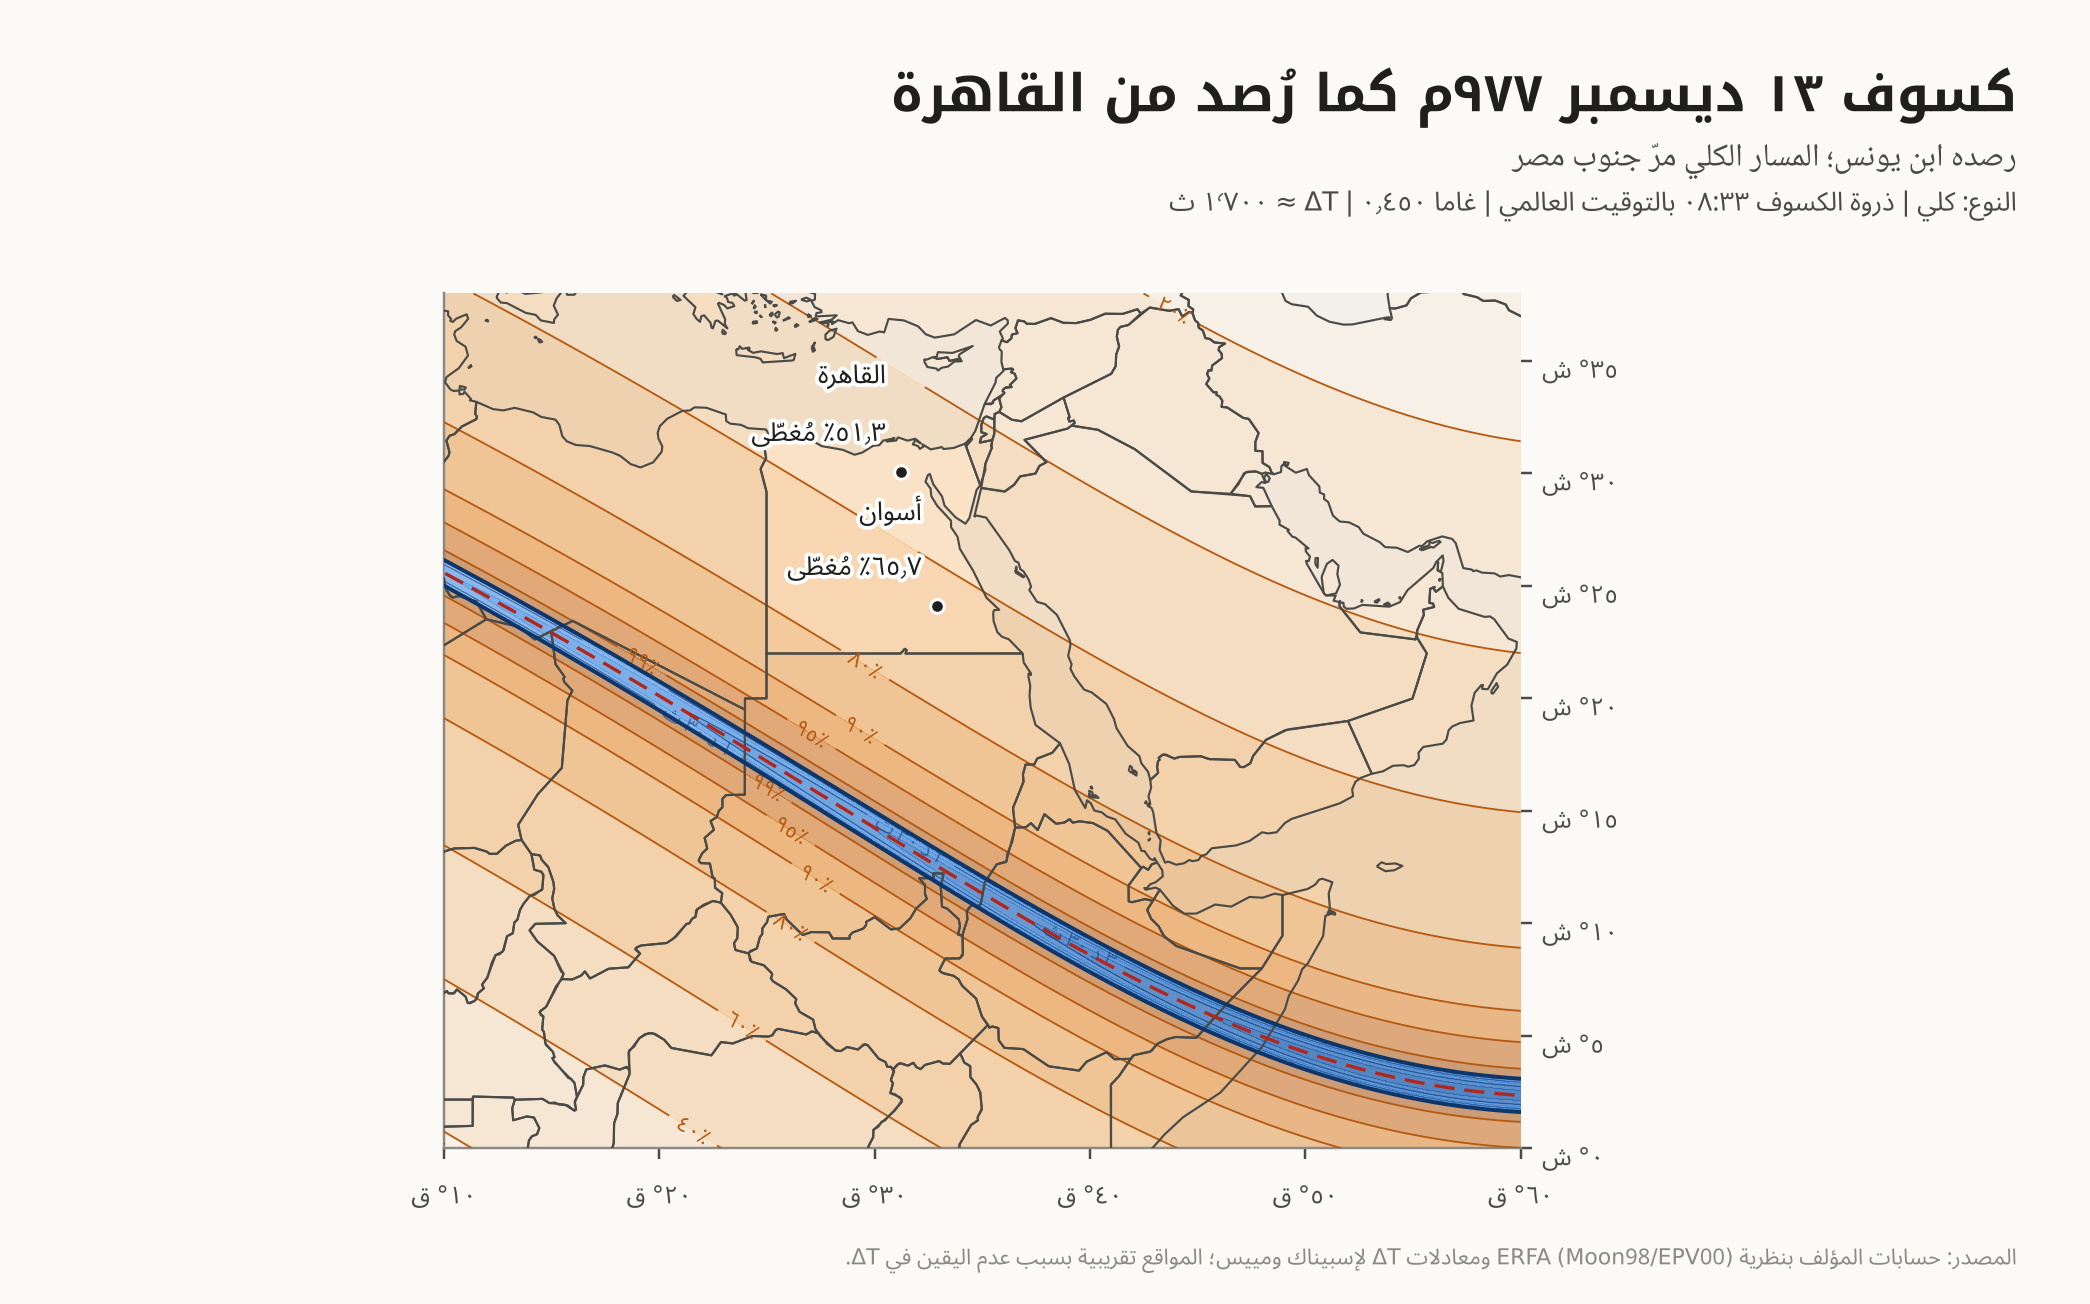 كسوف ١٣ ديسمبر ٩٧٧م كما رُصد من القاهرة
رصده ابن يونس؛ المسار الكلي مرّ جنوب مصر
النوع: كلي | ذروة الكسوف ٠٨:٣٣ بالتوقيت العالمي | غاما ٠٫٤٥٠ | ΔT ≈ ١٬٧٠٠ ث
القاهرة
٥١٫٣٪ مُغطّى
أسوان
٦٥٫٧٪ مُغطّى
٩٩٪
٨٠٪
٩٠٪
٩٥٪
٩٩٪
٩٥٪
٩٠٪
٨٠٪
٦٠٪
٤٠٪
٣٥° ش
٣٠° ش
٢٥° ش
٢٠° ش
١٥° ش
١٠° ش
٥° ش
٠° ش
١٠° ق
٢٠° ق
٣٠° ق
٤٠° ق
٥٠° ق
٦٠° ق
المصدر: حسابات المؤلف بنظرية ERFA (Moon98/EPV00) ومعادلات ΔT لإسبيناك ومييس؛ المواقع تقريبية بسبب عدم اليقين في ΔT.